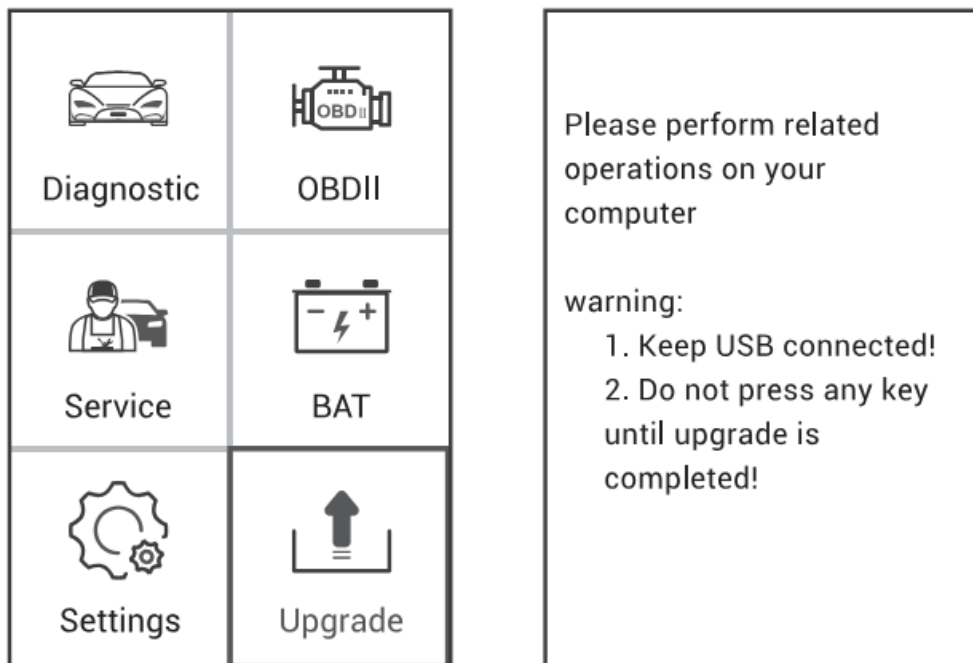 OBD II
Diagnostic
OBDII
Service
- +
BAT
Settings
Upgrade
Please perform related
operations on your
computer
warning:
1. Keep USB connected!
2. Do not press any key
until upgrade is
completed!